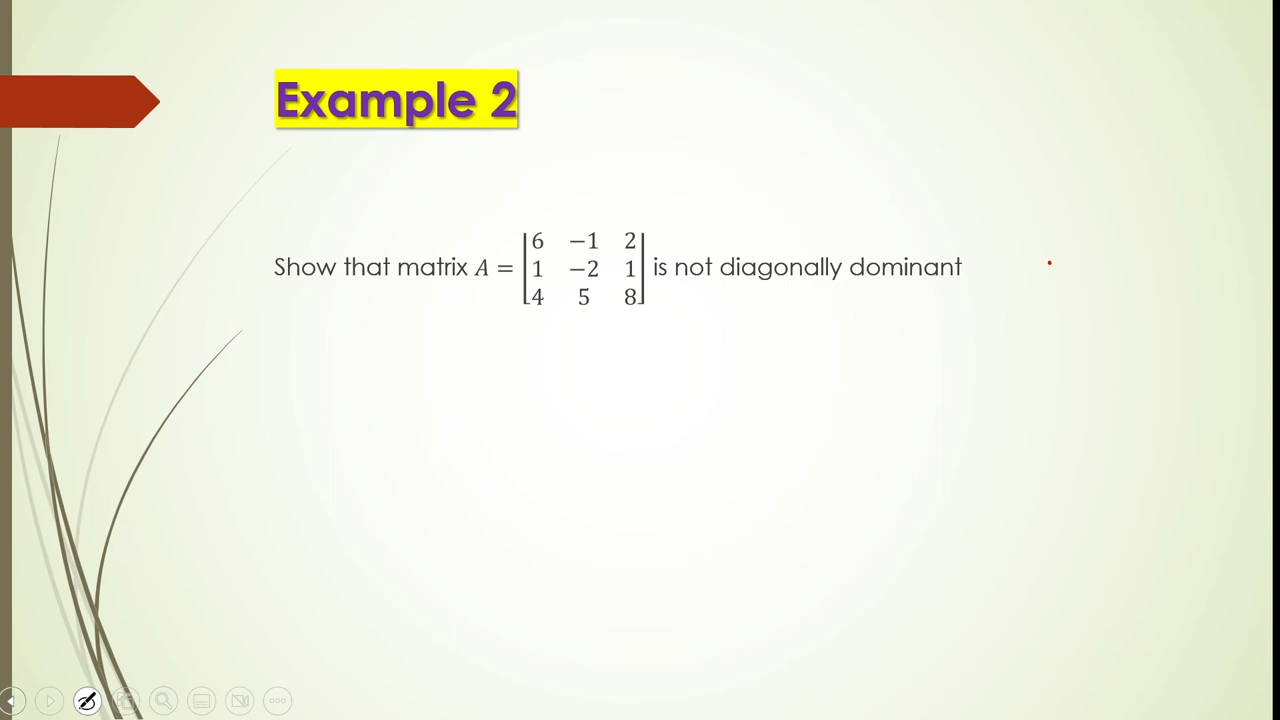 Example 2
Show that matrix A = [6 −1 2
1 −2 1
4 5 8] is not diagonally dominant